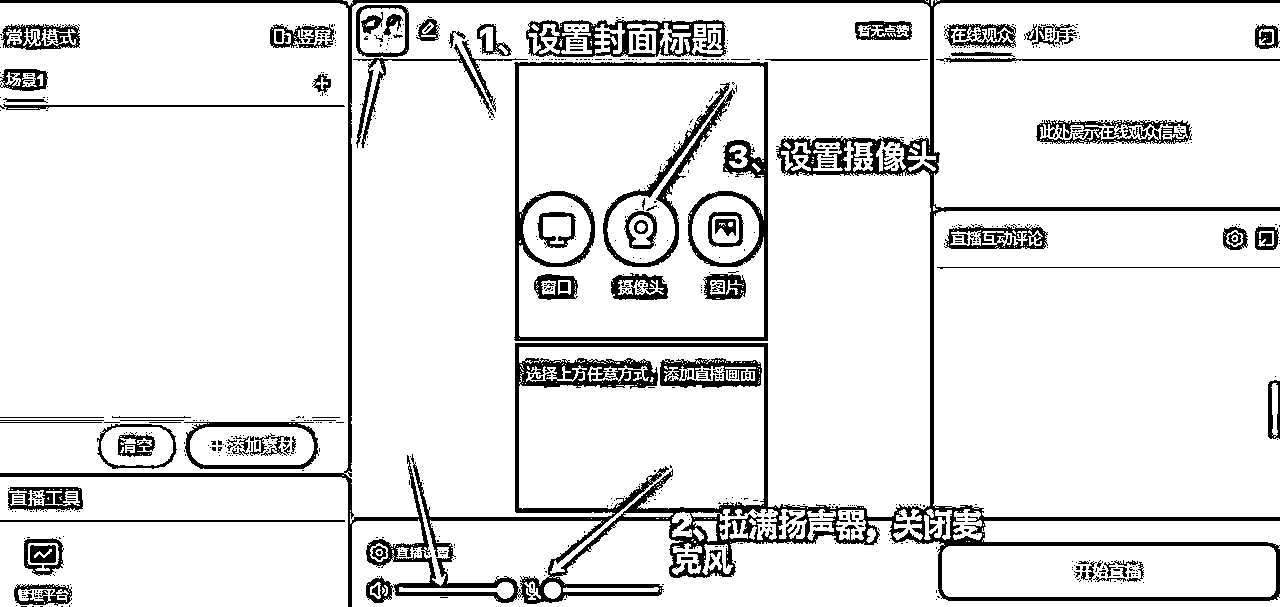 常规模式
竖屏
场景1
清空
添加素材
直播工具
管理平台
1、设置封面标题
暂无点赞
3、设置摄像头
窗口
摄像头
图片
选择上方任意方式，添加直播画面
2、拉满扬声器，关闭麦
克风
直播设置
在线观众
小助手
此处展示在线观众信息
直播互动评论
开始直播